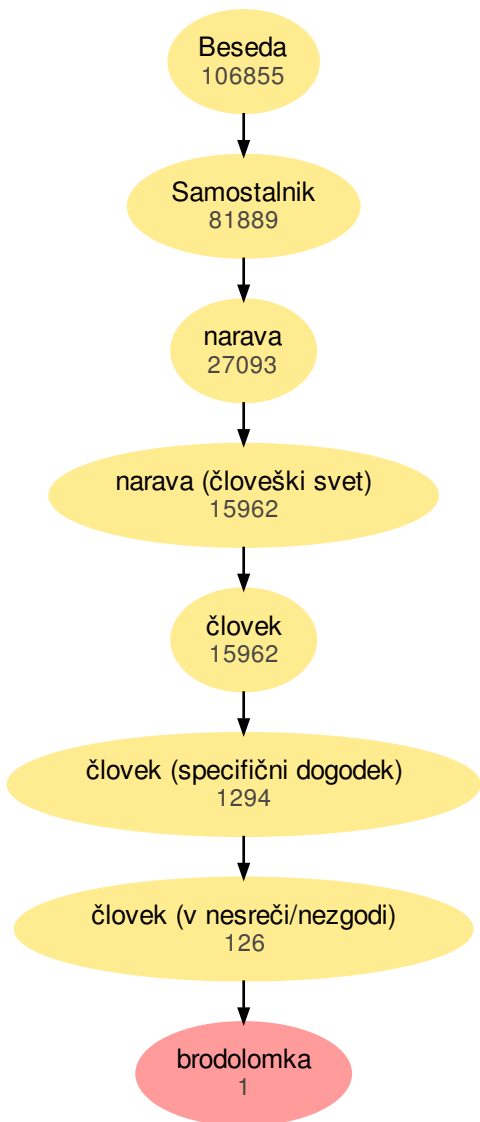 Beseda
106855
Samostalnik
81889
narava
27093
narava (človeški svet)
15962
človek
15962
človek (specifični dogodek)
1294
človek (v nesreči/nezgodi)
126
brodolomka
1